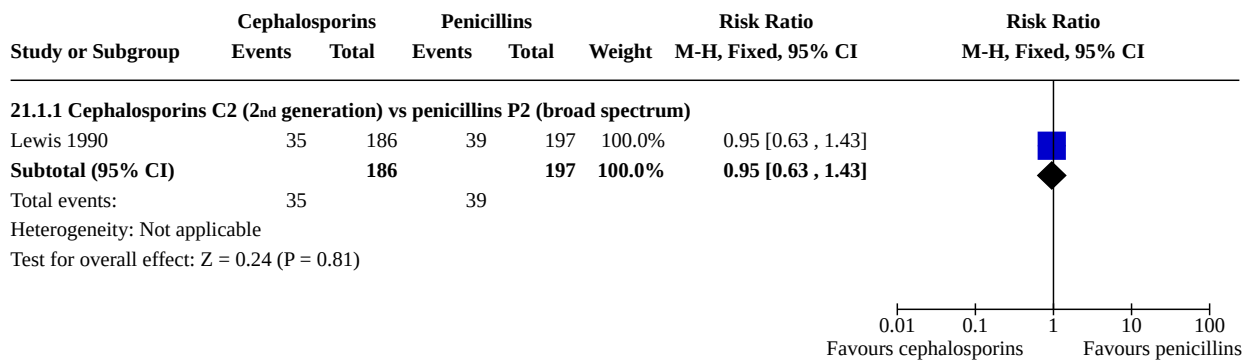 Cephalosporins Penicillins Risk Ratio Risk Ratio
Study or Subgroup Events Total Events Total Weight M-H, Fixed, 95% CI M-H, Fixed, 95% CI
21.1.1 Cephalosporins C2 (2nd generation) vs penicillins P2 (broad spectrum)
Lewis 1990 35 186 39 197 100.0% 0.95 [0.63 , 1.43]
Subtotal (95% CI) 186 197 100.0% 0.95 [0.63 , 1.43]
Total events: 35 39
Heterogeneity: Not applicable
Test for overall effect: Z = 0.24 (P = 0.81)
0.01 0.1 1 10 100
Favours cephalosporins Favours penicillins